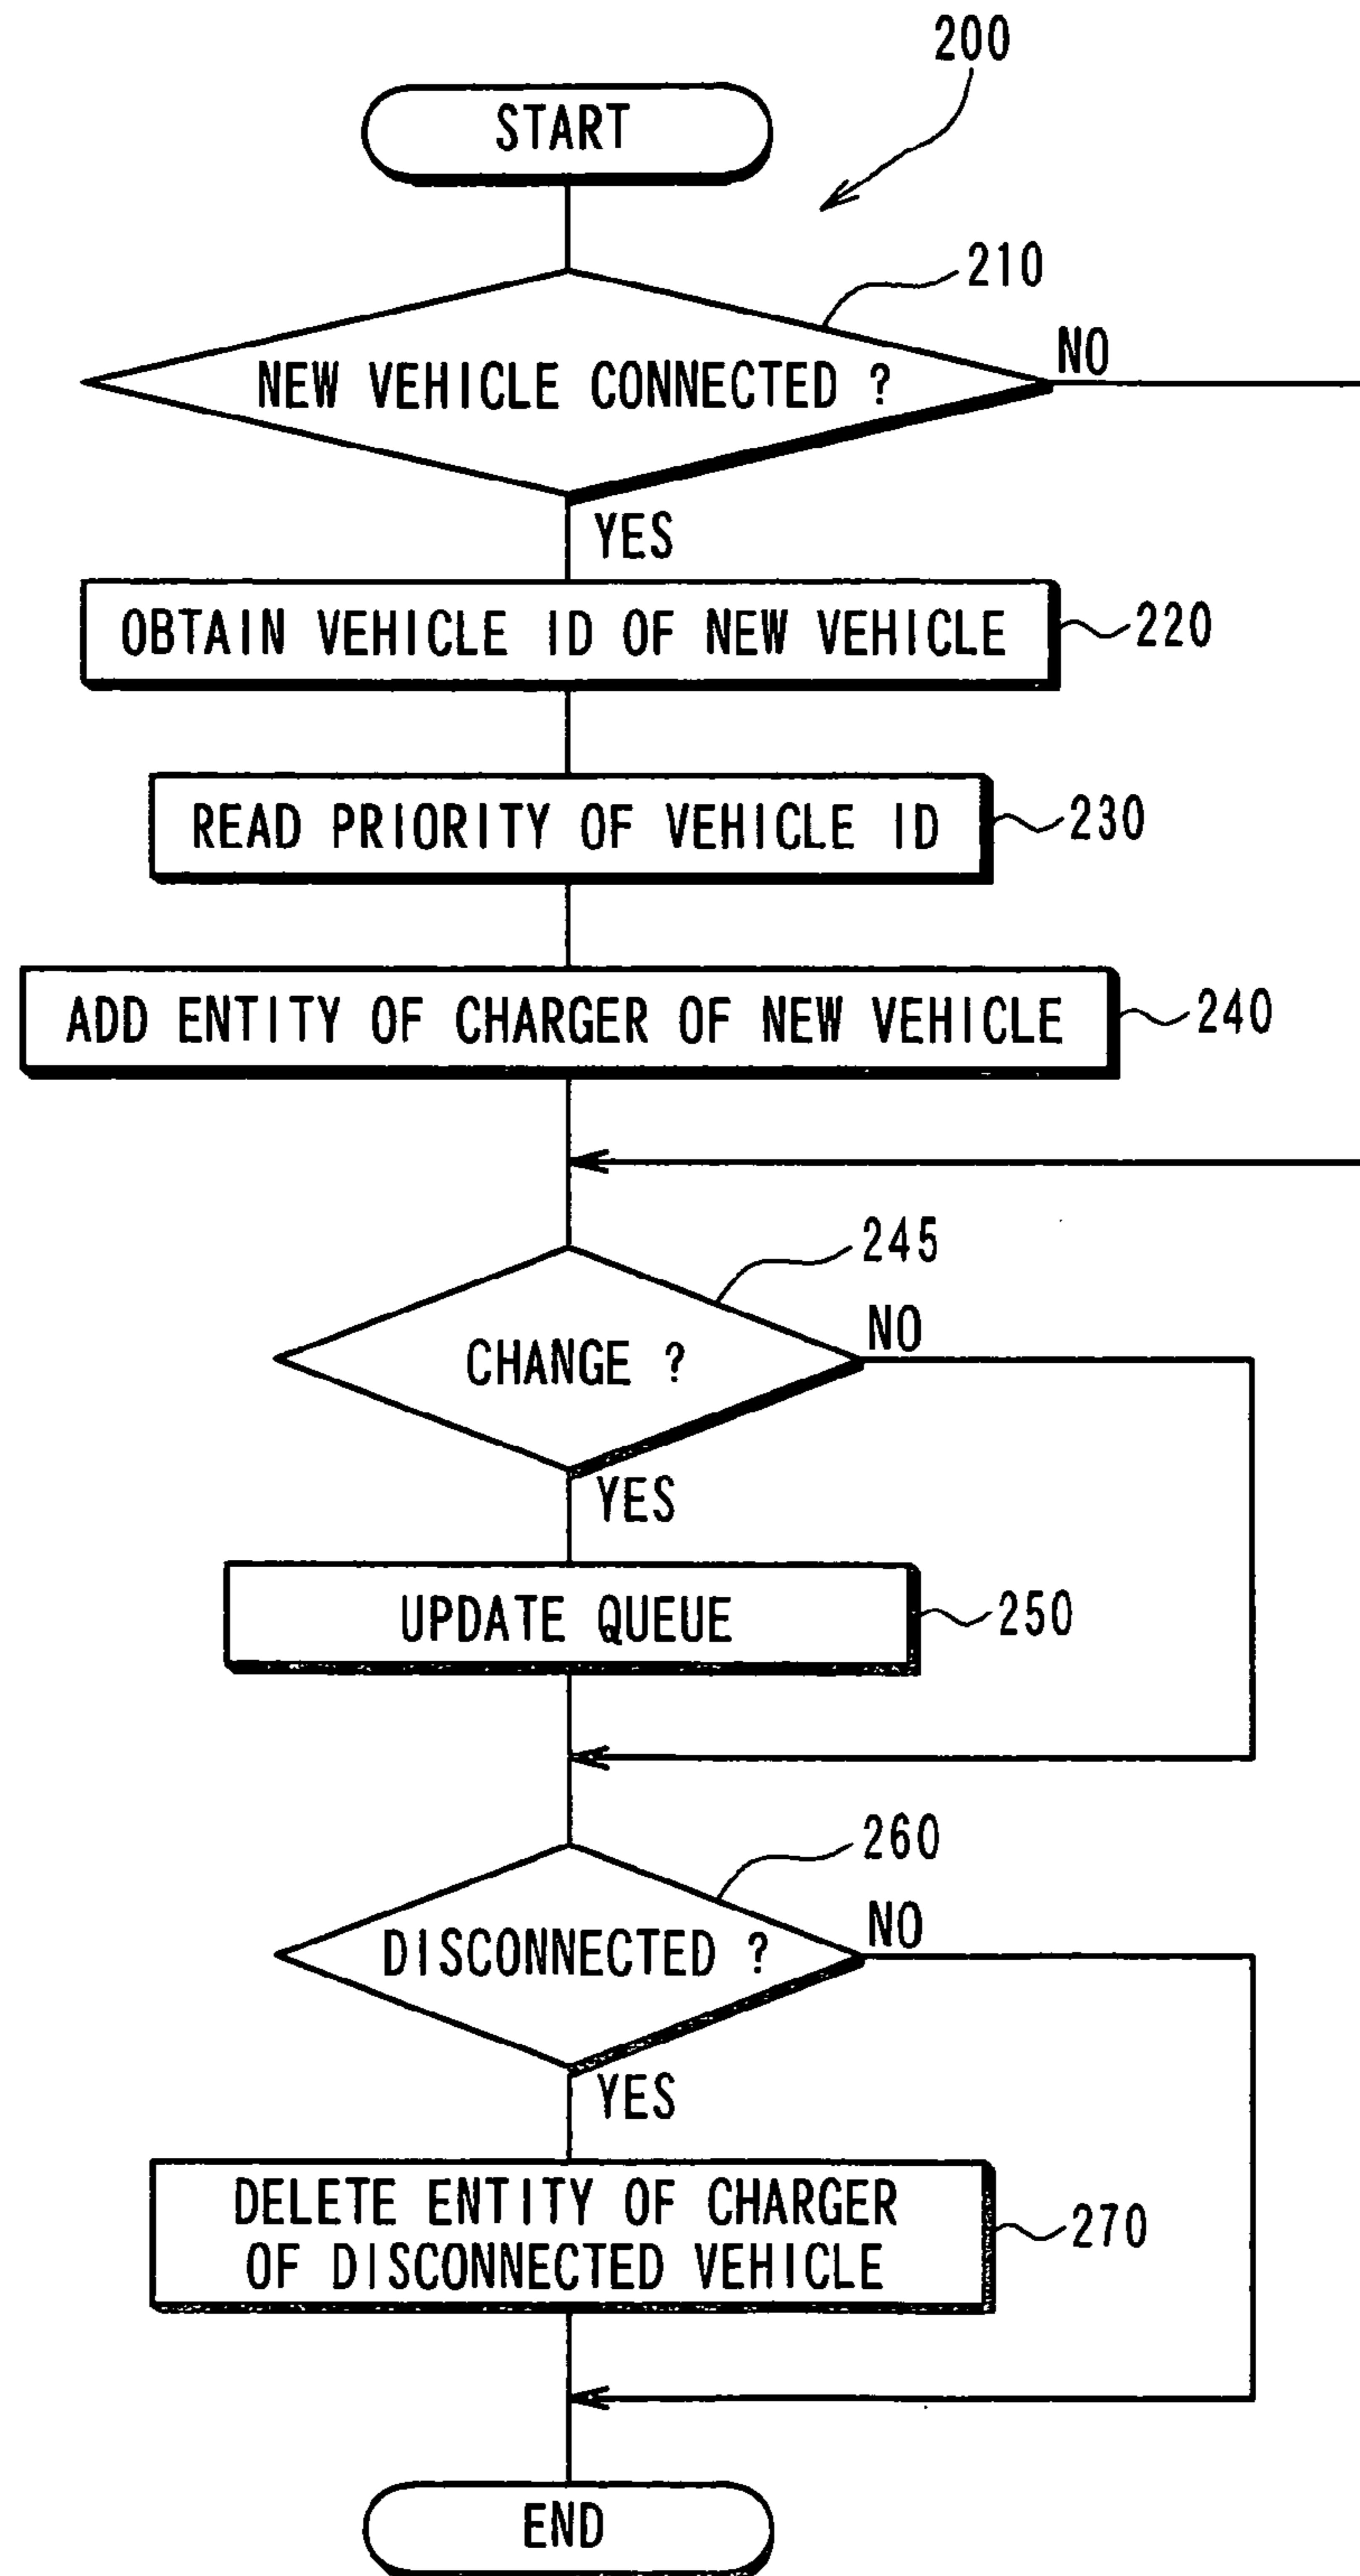 200
START
210
NEW VEHICLE CONNECTED ?
NO
YES
OBTAIN VEHICLE ID OF NEW VEHICLE
220
READ PRIORITY OF VEHICLE ID
230
ADD ENTITY OF CHARGER OF NEW VEHICLE
240
245
CHANGE ?
NO
YES
UPDATE QUEUE
250
260
DISCONNECTED ?
NO
YES
DELETE ENTITY OF CHARGER
OF DISCONNECTED VEHICLE
270
END